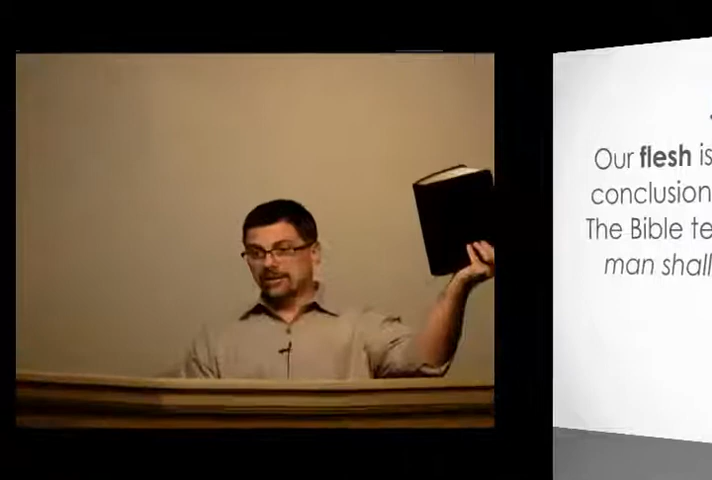 Our flesh is
conclusion
The Bible te
man shall